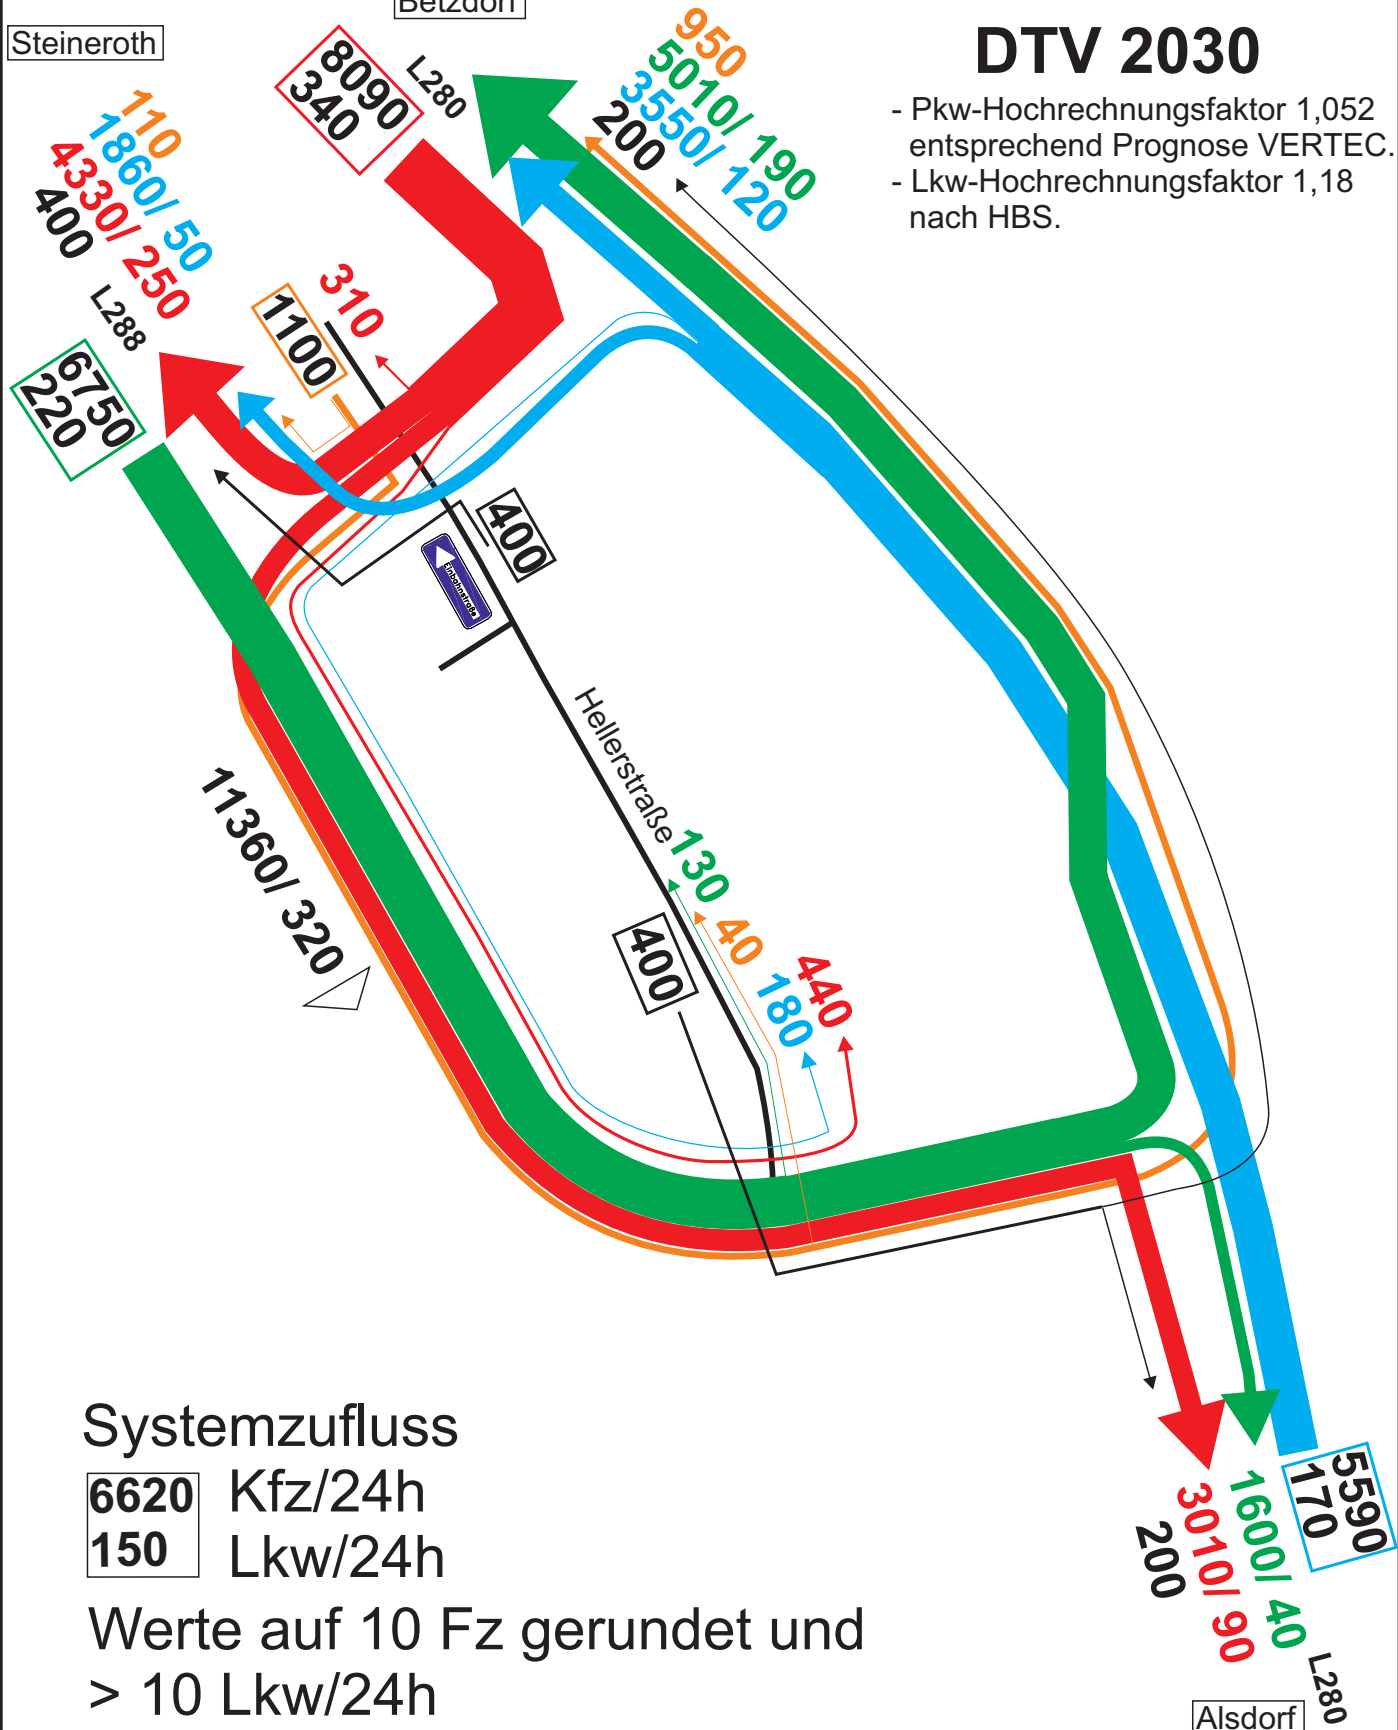 Betzdorf
Steineroth
DTV 2030
- Pkw-Hochrechnungsfaktor 1,052
entsprechend Prognose VERTEC.
- Lkw-Hochrechnungsfaktor 1,18
nach HBS.
8090
340
L280
950
5010/ 190
3550/ 120
200
110
1860/ 50
4330/ 250
400
L288
310
1100
6750
220
400
Einbahnstraße
Hellerstraße
11360/ 320
130
40
180
440
400
Systemzufluss
6620 Kfz/24h
150 Lkw/24h
Werte auf 10 Fz gerundet und
> 10 Lkw/24h
5590
170
1600/ 40
3010/ 90
200
L280
Alsdorf